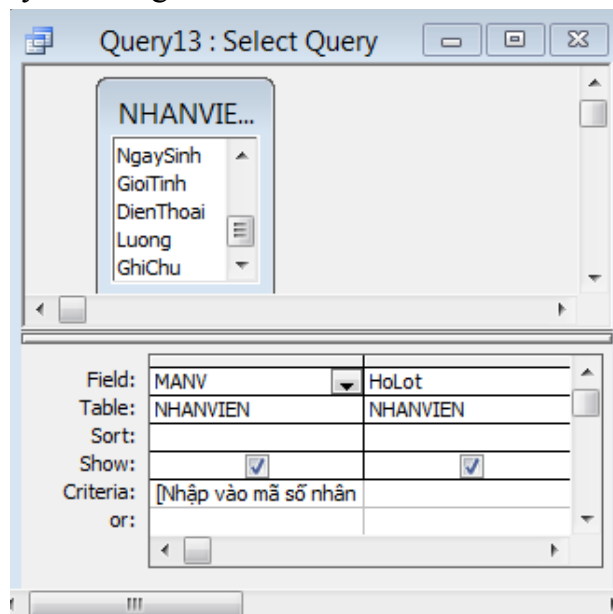 Query13 : Select Query
NHANVIE...
NgaySinh
GioiTinh
DienThoai
Luong
GhiChu
Field: MANV HoLot
Table: NHANVIEN NHANVIEN
Sort:
Show:
Criteria: [Nhập vào mã số nhân
or: